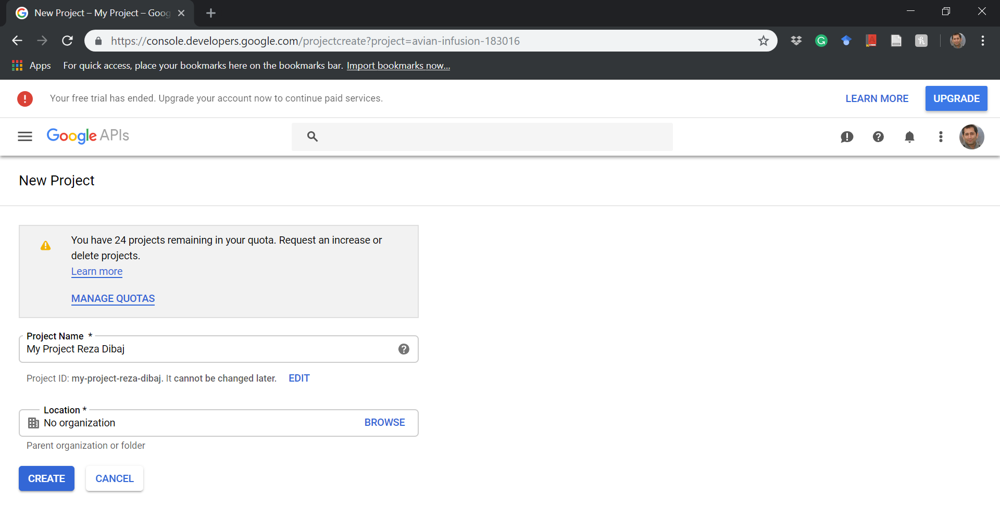 New Project – My Project – Goog
https://console.developers.google.com/projectcreate?project=avian-infusion-183016
Apps For quick access, place your bookmarks here on the bookmarks bar. Import bookmarks now...
Your free trial has ended. Upgrade your account now to continue paid services. LEARN MORE UPGRADE
Google APIs
New Project
You have 24 projects remaining in your quota. Request an increase or
delete projects.
Learn more
MANAGE QUOTAS
Project Name *
My Project Reza Dibaj
Project ID: my-project-reza-dibaj. It cannot be changed later. EDIT
Location *
No organization BROWSE
Parent organization or folder
CREATE CANCEL